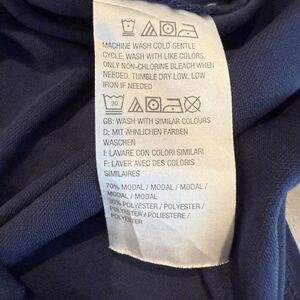 MACHINE WASH COLD GENTLE
CYCLE. WASH WITH LIKE COLORS.
ONLY NON-CHLORINE BLEACH WHEN
NEEDED. TUMBLE DRY LOW. LOW
IRON IF NEEDED
30
GB: WASH WITH SIMILAR COLOURS
D: MIT ÄHNLICHEN FARBEN
WASCHEN
I: LAVARE CON COLORI SIMILARI
F: LAVER AVEC DES COLORIS
SIMILAIRES
70% MODAL / MODAL / MODAL
/ MODAL / MODAL
30% POLYESTER / POLYESTER /
POLYESTER / POLIESTERE /
POLYESTER